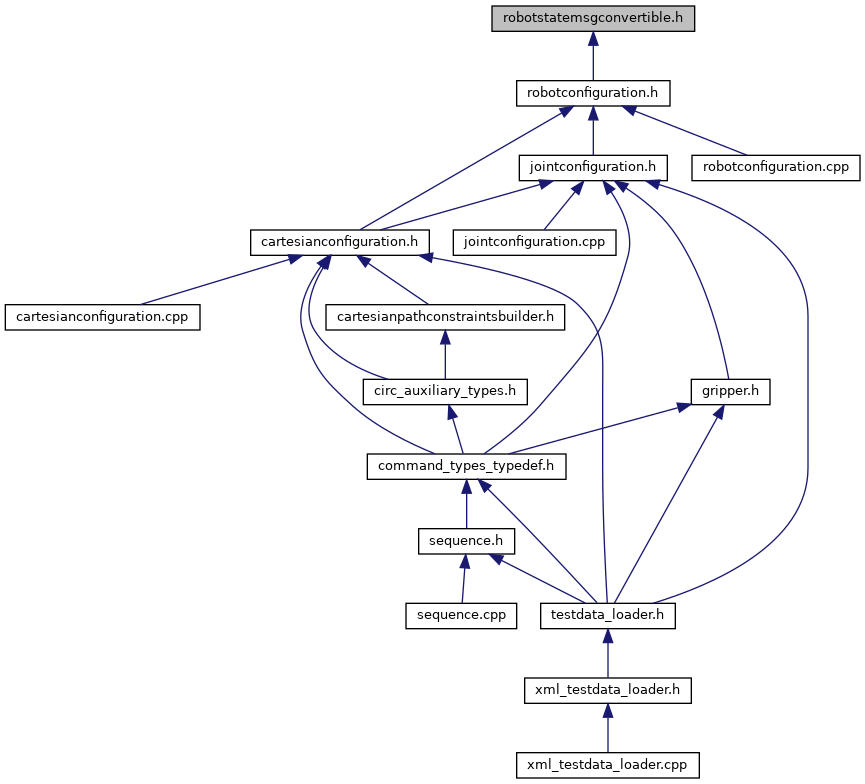 robotstatemsgconvertible.h
robotconfiguration.h
jointconfiguration.h
robotconfiguration.cpp
cartesianconfiguration.h
jointconfiguration.cpp
cartesianconfiguration.cpp
cartesianpathconstraintsbuilder.h
circ_auxiliary_types.h
gripper.h
command_types_typedef.h
sequence.h
sequence.cpp
testdata_loader.h
xml_testdata_loader.h
xml_testdata_loader.cpp